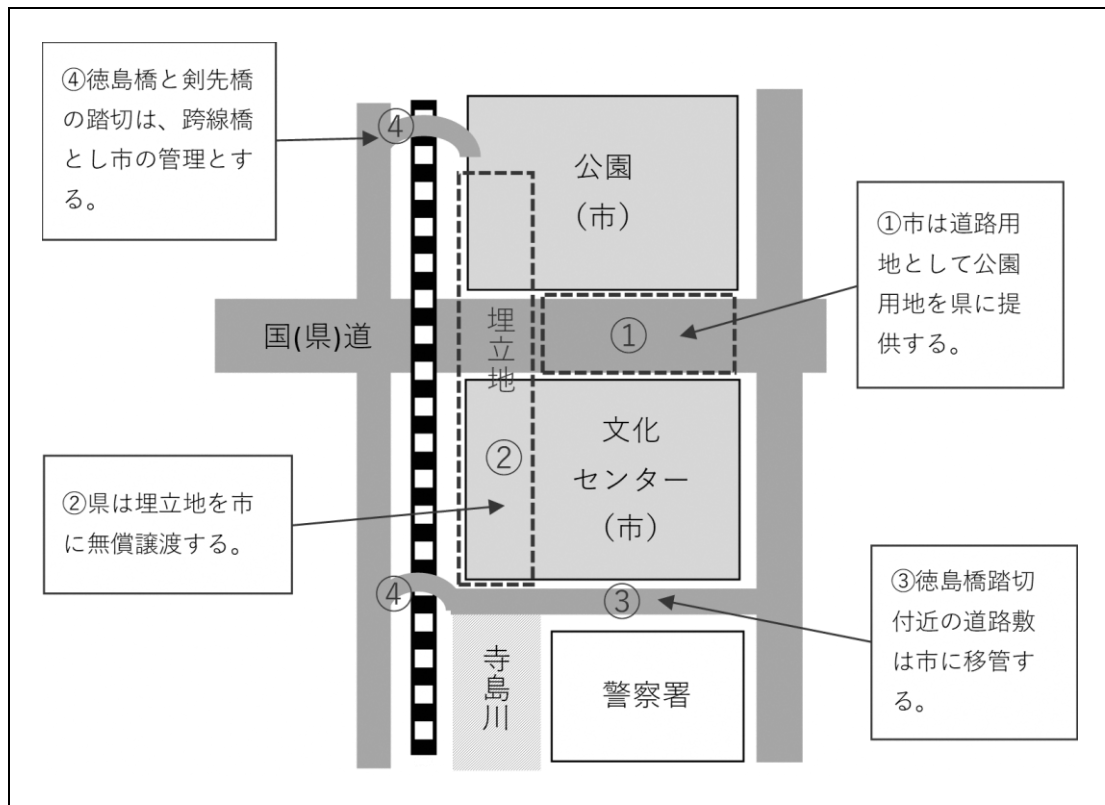 ④徳島橋と剣先橋
の踏切は、跨線橋
とし市の管理とす
る。
④
公園
（市）
①市は道路用
地として公園
用地を県に提
供する。
国(県)道
埋立地
①
文化
センター
（市）
②
②県は埋立地を市
に無償譲渡する。
④
③
③徳島橋踏切
付近の道路敷
は市に移管す
る。
寺島川
警察署